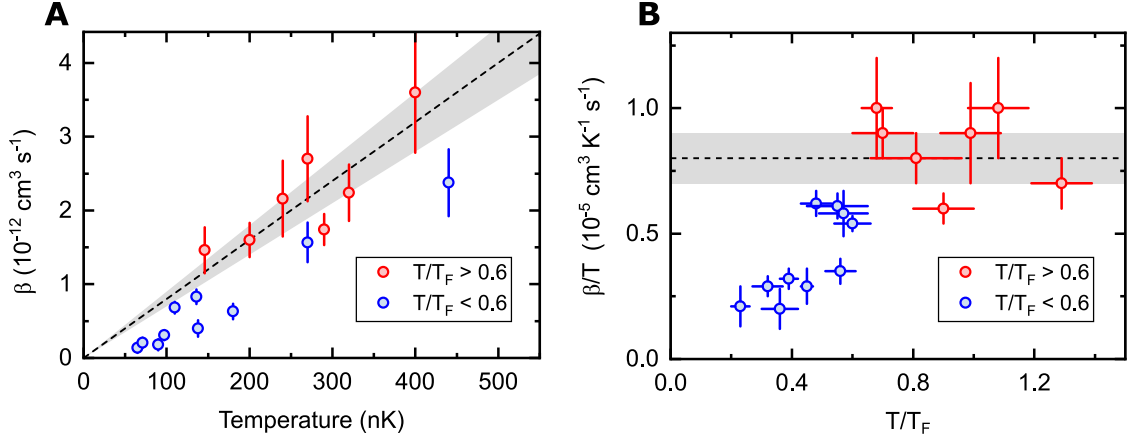 A
β (10⁻¹² cm³ s⁻¹)
4
3
2
1
0
0
100
200
300
400
500
Temperature (nK)
T/T_F > 0.6
T/T_F < 0.6
B
β/T (10⁻⁵ cm³ K⁻¹ s⁻¹)
1.0
0.5
0.0
0.0
0.4
0.8
1.2
T/T_F
T/T_F > 0.6
T/T_F < 0.6